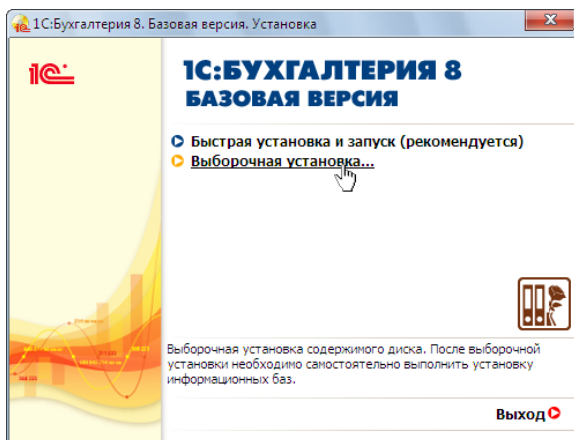 1С:Бухгалтерия 8. Базовая версия. Установка
1С:БУХГАЛТЕРИЯ 8
БАЗОВАЯ ВЕРСИЯ
Быстрая установка и запуск (рекомендуется)
Выборочная установка...
Выборочная установка содержимого диска. После выборочной
установки необходимо самостоятельно выполнить установку
информационных баз.
Выход